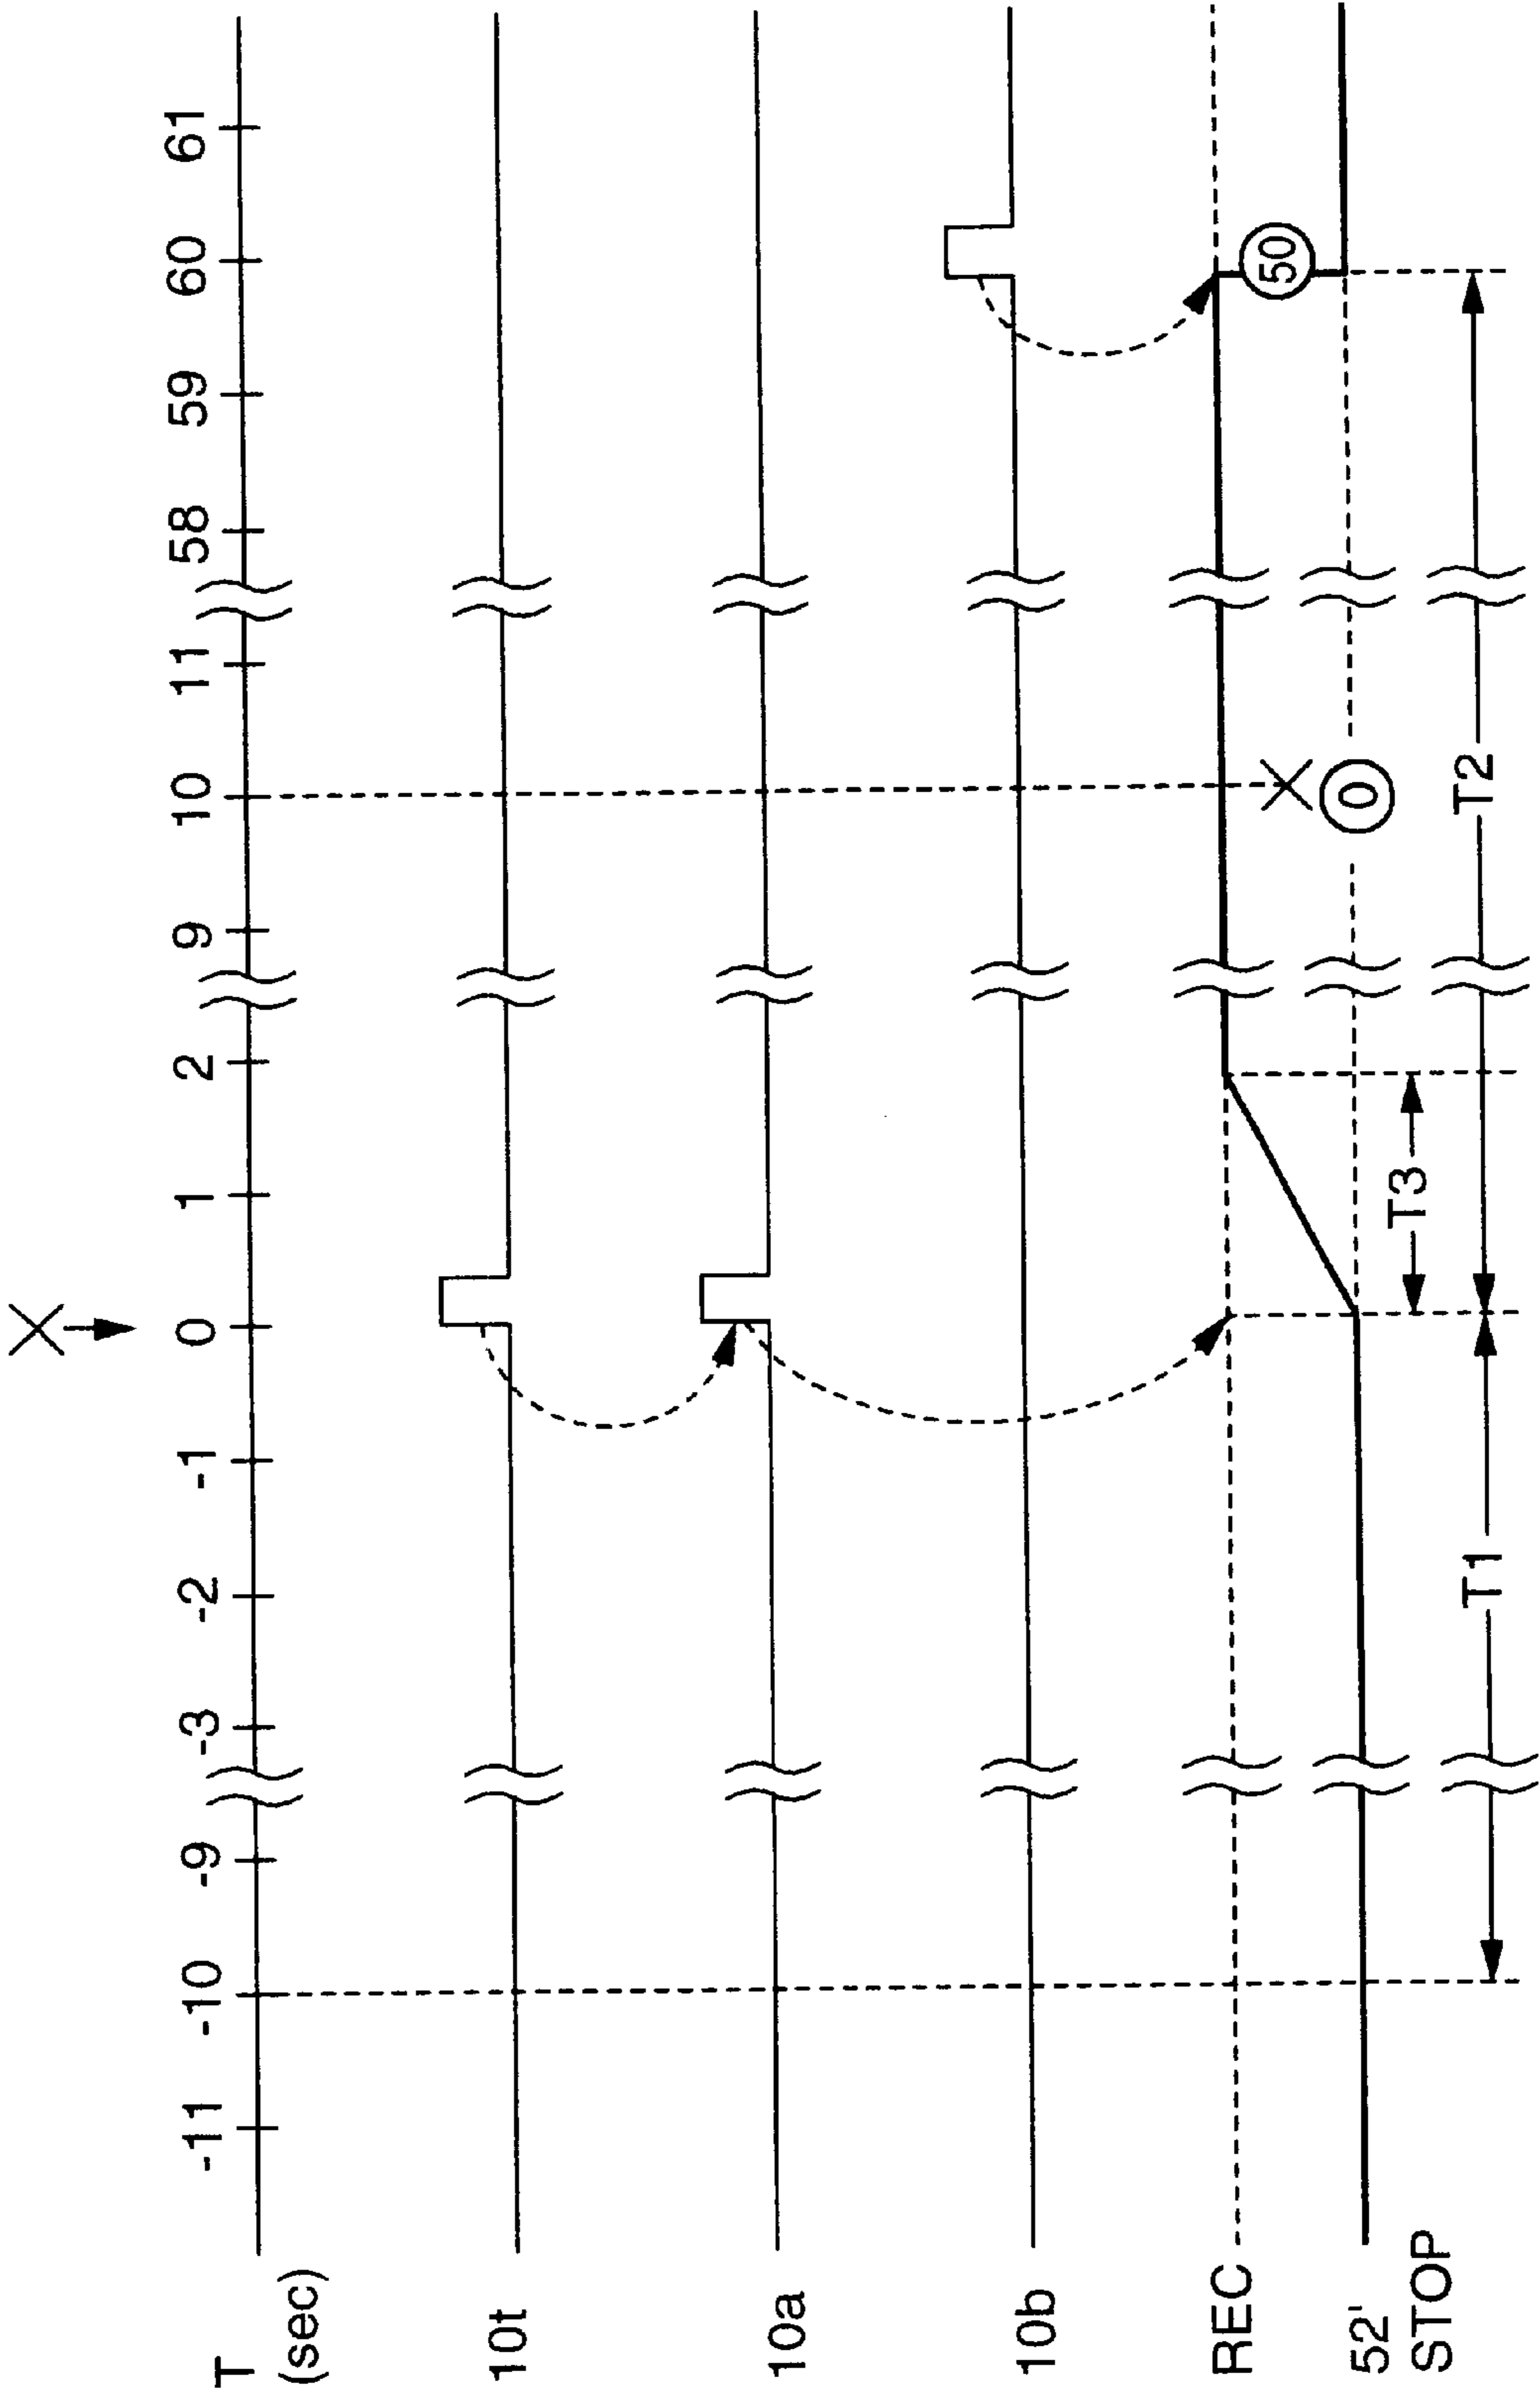 X
T
(sec)
-11 -10 -9 -3 -2 -1 0 1 2 9 10 11 58 59 60 61
10t
10a
10b
REC
X
50
0
52'
STOP
T3
T1 T2